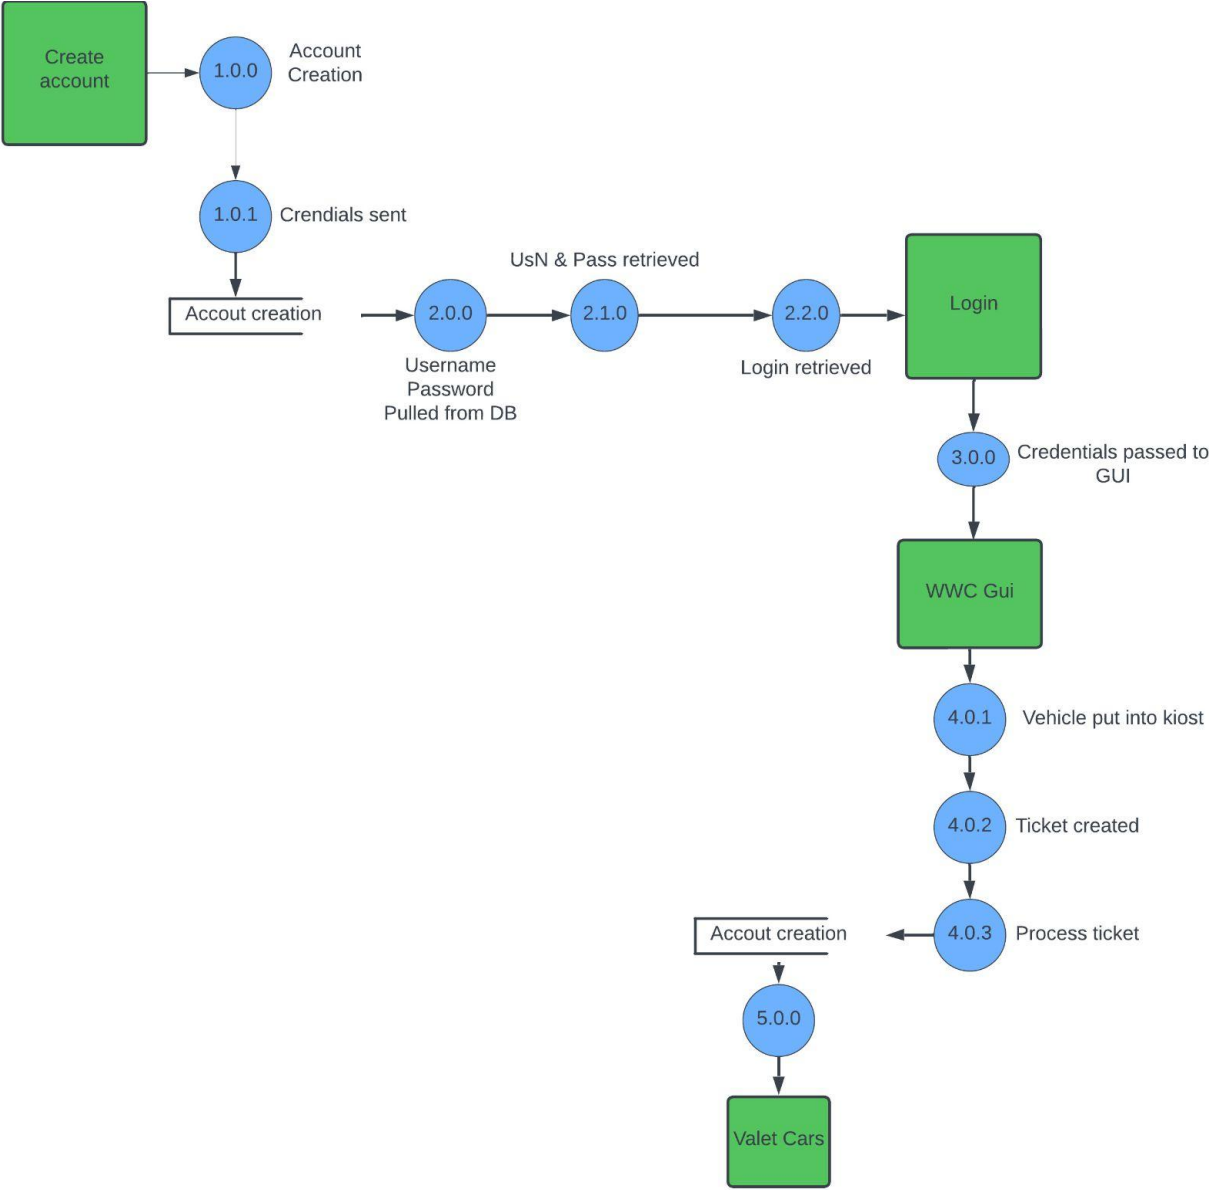 Create
account
1.0.0
Account
Creation
1.0.1
Crendials sent
Accout creation
UsN & Pass retrieved
2.0.0
2.1.0
2.2.0
Login
Username
Password
Pulled from DB
Login retrieved
3.0.0
Credentials passed to
GUI
WWC Gui
4.0.1
Vehicle put into kiost
4.0.2
Ticket created
4.0.3
Process ticket
Accout creation
5.0.0
Valet Cars